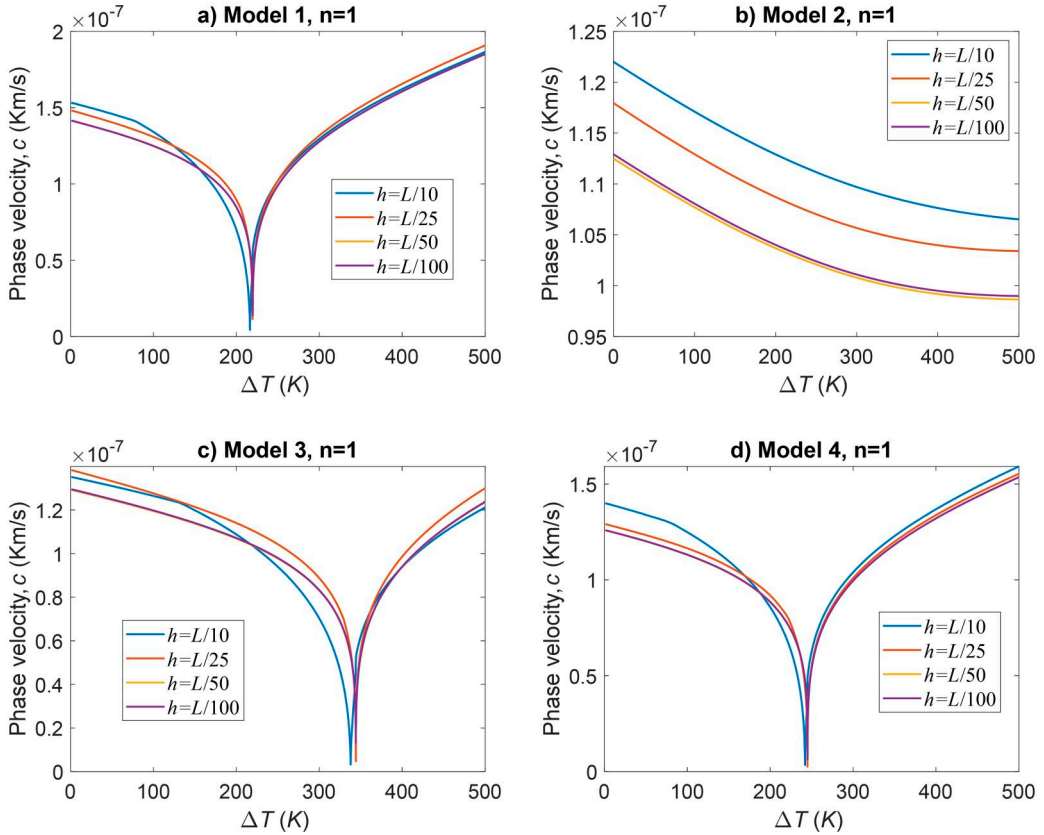 a) Model 1, n=1
×10⁻⁷
2
1.5
1
0.5
0
Phase velocity, c (Km/s)
h=L/10
h=L/25
h=L/50
h=L/100
0 100 200 300 400 500
ΔT (K)
b) Model 2, n=1
×10⁻⁷
1.25
1.2
1.15
1.1
1.05
1
0.95
Phase velocity, c (Km/s)
h=L/10
h=L/25
h=L/50
h=L/100
0 100 200 300 400 500
ΔT (K)
c) Model 3, n=1
×10⁻⁷
1.2
1
0.8
0.6
0.4
0.2
0
Phase velocity, c (Km/s)
h=L/10
h=L/25
h=L/50
h=L/100
0 100 200 300 400 500
ΔT (K)
d) Model 4, n=1
×10⁻⁷
1.5
1
0.5
0
Phase velocity, c (Km/s)
h=L/10
h=L/25
h=L/50
h=L/100
0 100 200 300 400 500
ΔT (K)